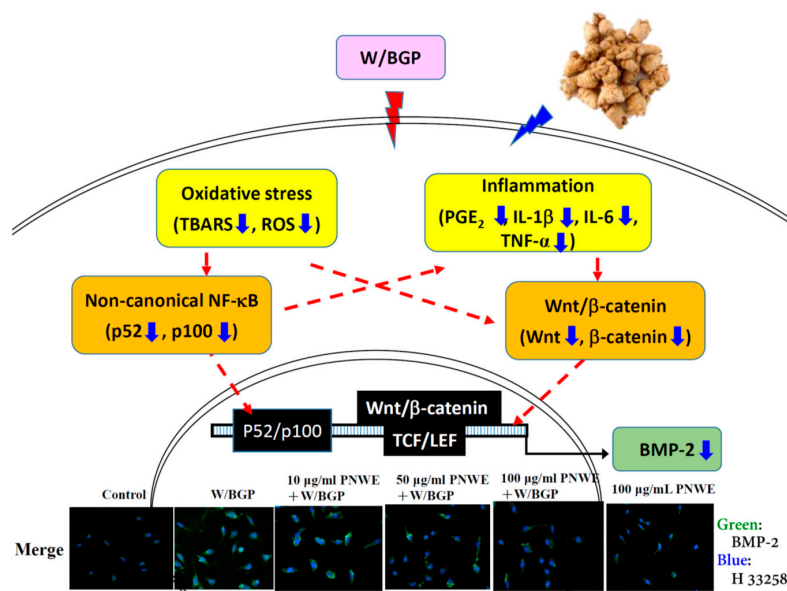 W/BGP
Oxidative stress
(TBARS, ROS)
Inflammation
(PGE₂, IL-1β, IL-6,
TNF-α)
Non-canonical NF-κB
(p52, p100)
Wnt/β-catenin
(Wnt, β-catenin)
P52/p100
Wnt/β-catenin
TCF/LEF
BMP-2
Control
W/BGP
10 µg/ml PNWE
+ W/BGP
50 µg/ml PNWE
+ W/BGP
100 µg/ml PNWE
+ W/BGP
100 µg/mL PNWE
Merge
Green:
BMP-2
Blue:
H 33258